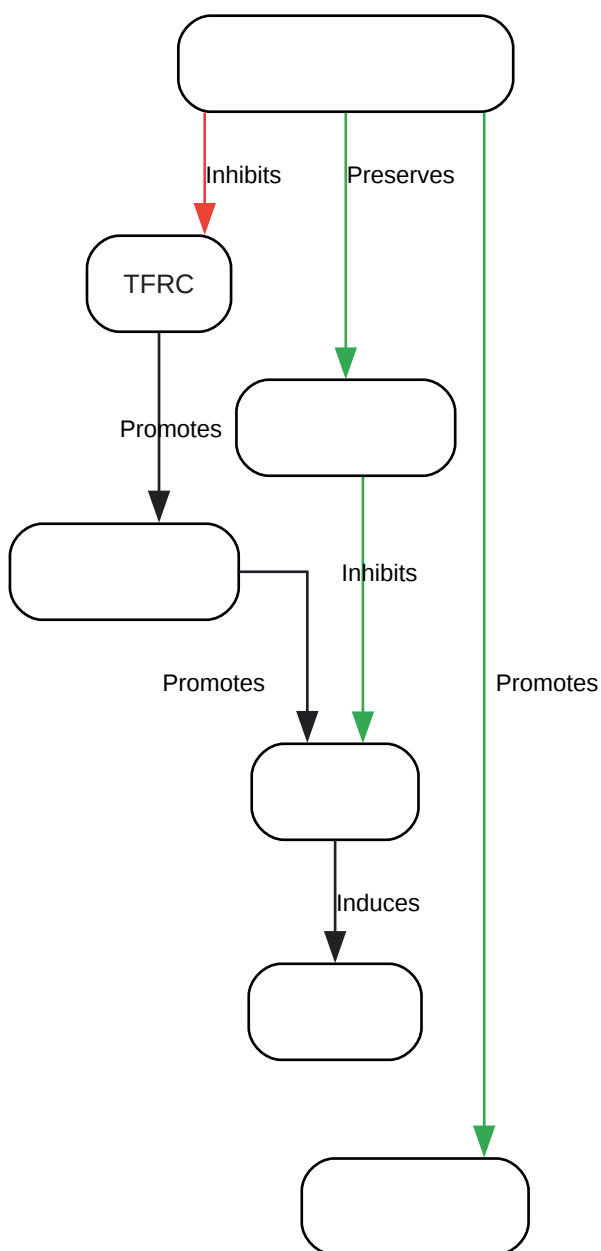 Inhibits
Preserves
TFRC
Promotes
Inhibits
Promotes
Promotes
Induces